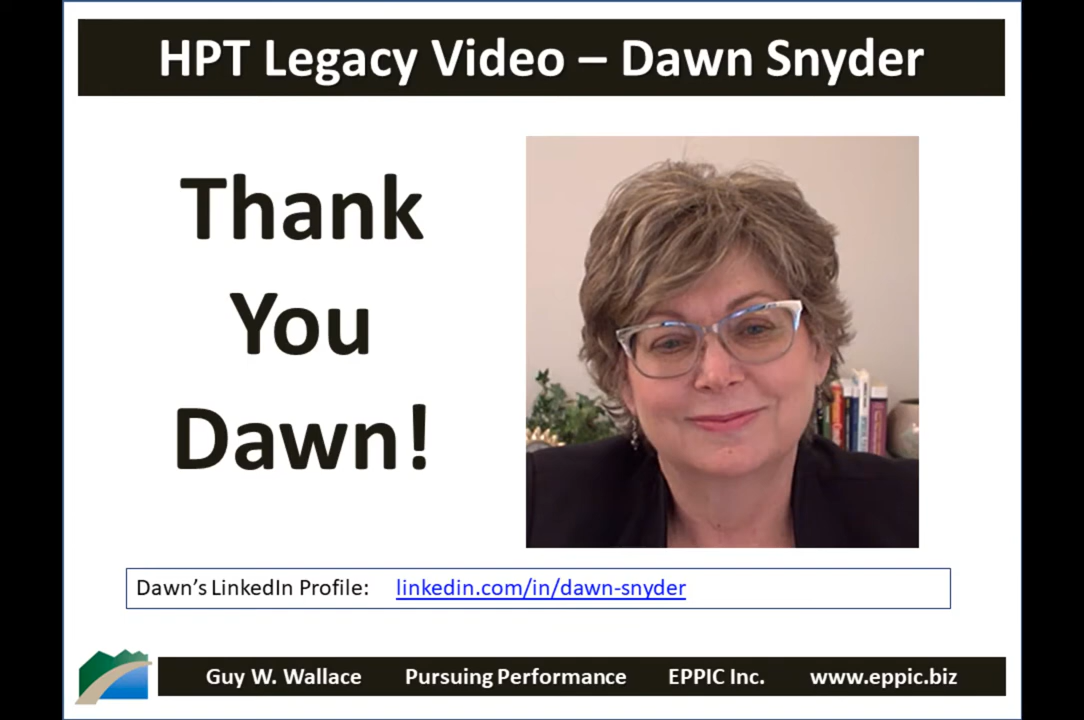 HPT Legacy Video – Dawn Snyder
Thank
You
Dawn!
Dawn's LinkedIn Profile: linkedin.com/in/dawn-snyder
Guy W. Wallace Pursuing Performance EPPIC Inc. www.eppic.biz